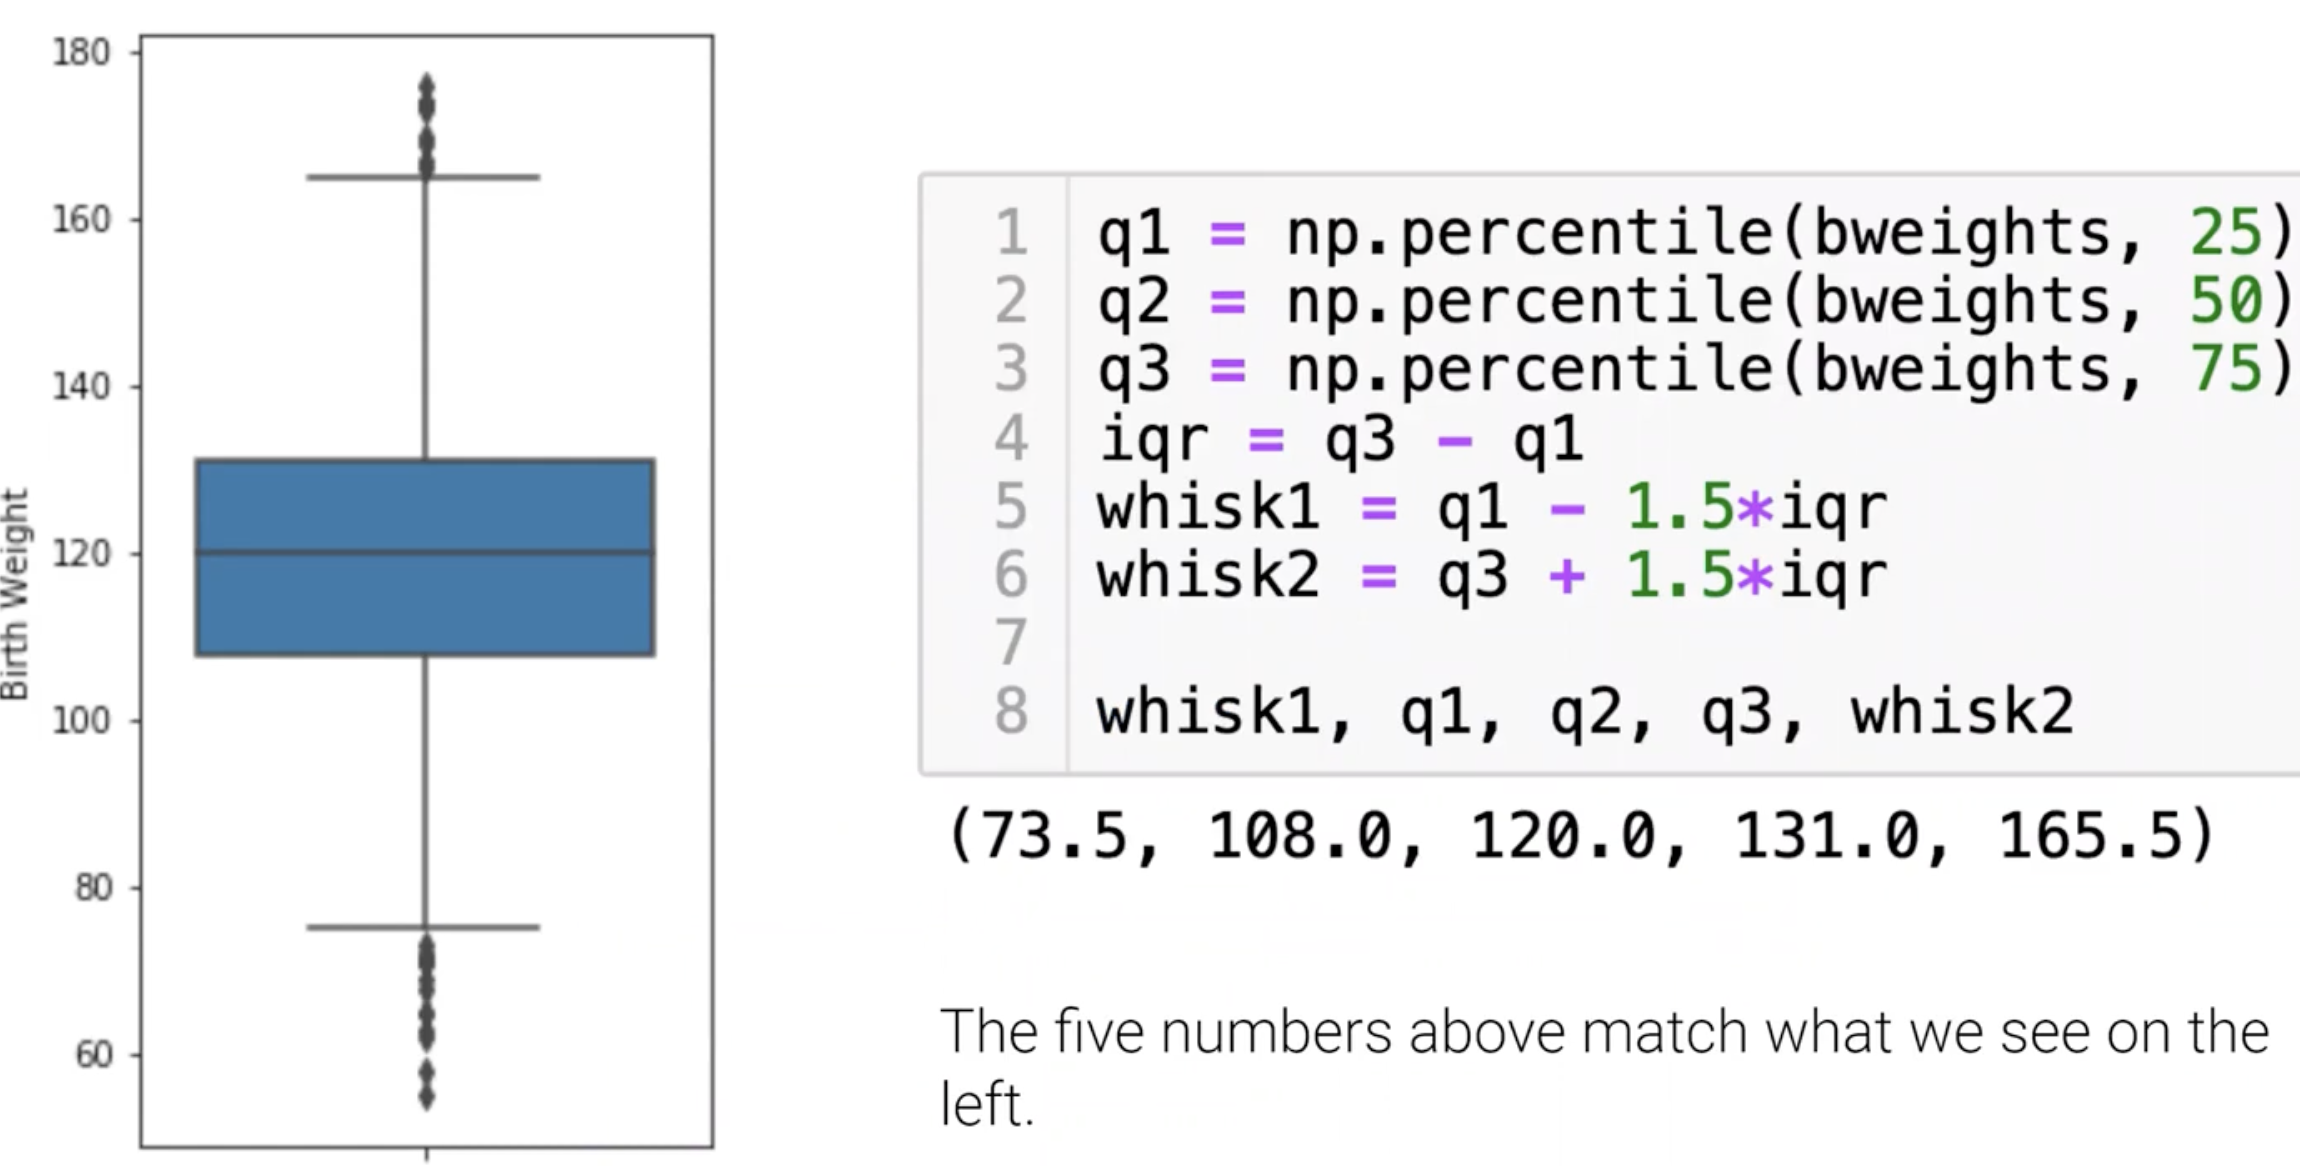 180
160
140
120
100
80
60
Birth Weight
1 q1 = np.percentile(bweights, 25)
2 q2 = np.percentile(bweights, 50)
3 q3 = np.percentile(bweights, 75)
4 iqr = q3 - q1
5 whisk1 = q1 - 1.5*iqr
6 whisk2 = q3 + 1.5*iqr
7
8 whisk1, q1, q2, q3, whisk2
(73.5, 108.0, 120.0, 131.0, 165.5)
The five numbers above match what we see on the
left.